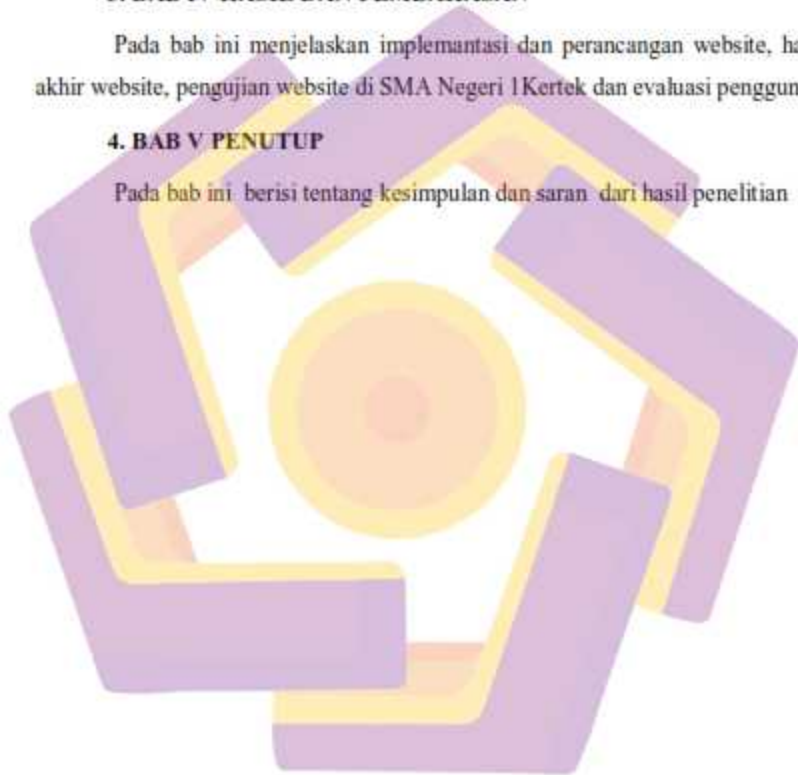 Pada bab ini menjelaskan implemantasi dan perancangan website,
akhir website, pengujian website di SMA Negeri 1Kertek dan evaluasi
4. BAB V PENUTUP
Pada bab ini berisi tentang kesimpulan dan saran dari hasil penelitian